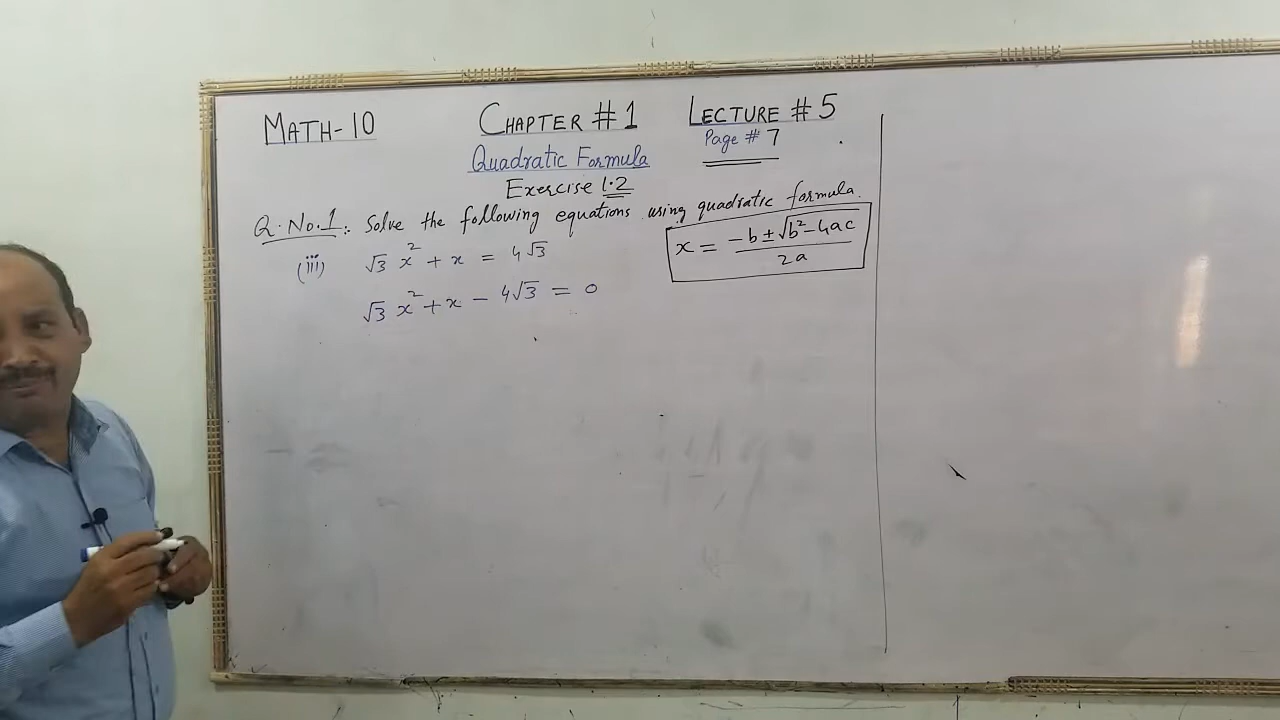 MATH-10 CHAPTER # 1 LECTURE # 5
Page # 7
Quadratic Formula
Exercise 1.2
Q.No.1:. Solve the following equations using quadratic formula.
(iii) √3 x² + x = 4√3
x = (-b ± √(b² - 4ac)) / 2a
√3 x² + x - 4√3 = 0